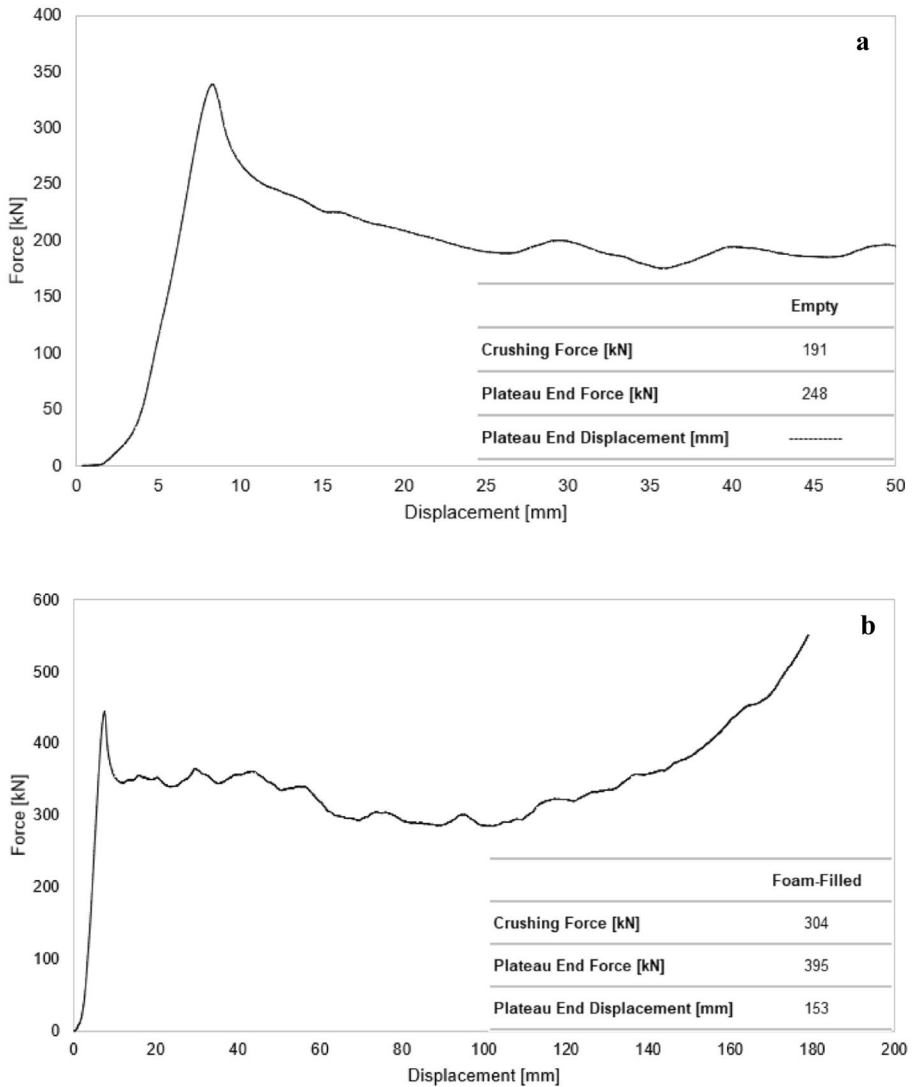 a
400
350
300
250
200
150
100
50
0
Force [kN]
Empty
Crushing Force [kN] 191
Plateau End Force [kN] 248
Plateau End Displacement [mm] -----------
0 5 10 15 20 25 30 35 40 45 50
Displacement [mm]
b
600
500
400
300
200
100
0
Force [kN]
Foam-Filled
Crushing Force [kN] 304
Plateau End Force [kN] 395
Plateau End Displacement [mm] 153
0 20 40 60 80 100 120 140 160 180 200
Displacement [mm]